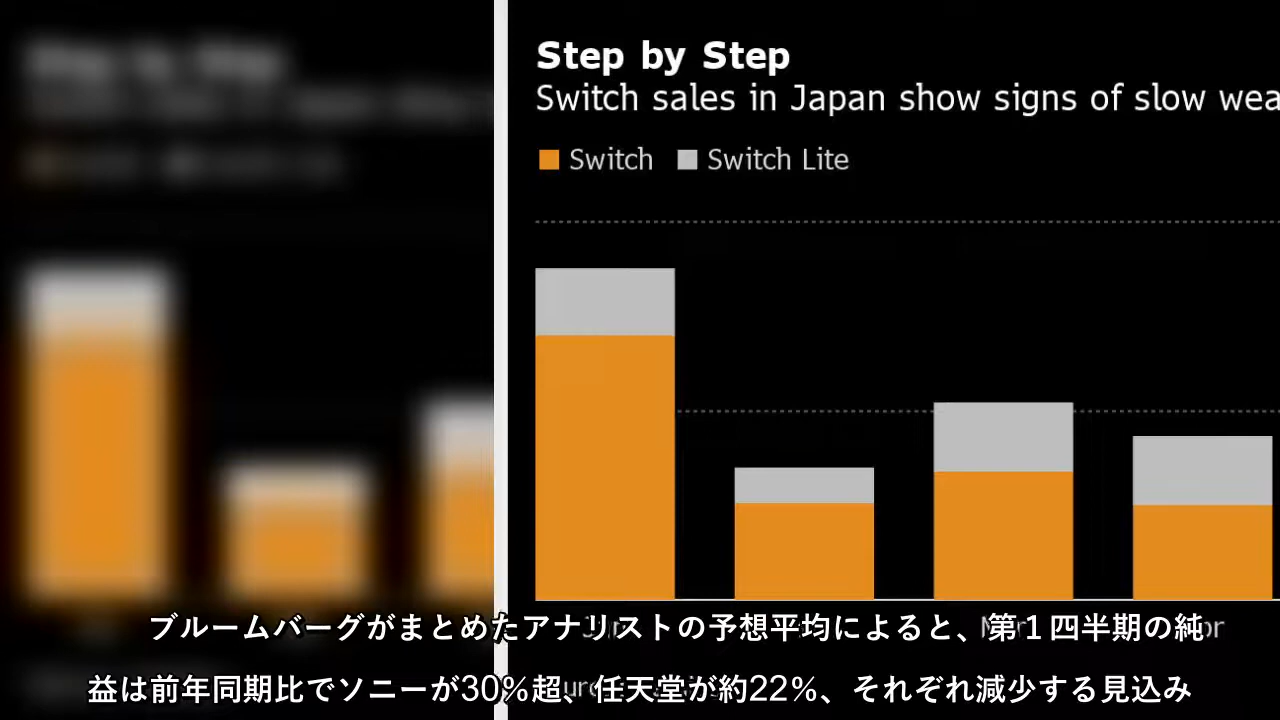 Step by Step
Switch sales in Japan show signs of slow wea
Switch
Switch Lite
ブルームバーグがまとめたアナリストの予想平均によると、第１四半期の純
益は前年同期比でソニーが30％超、任天堂が約22％、それぞれ減少する見込み